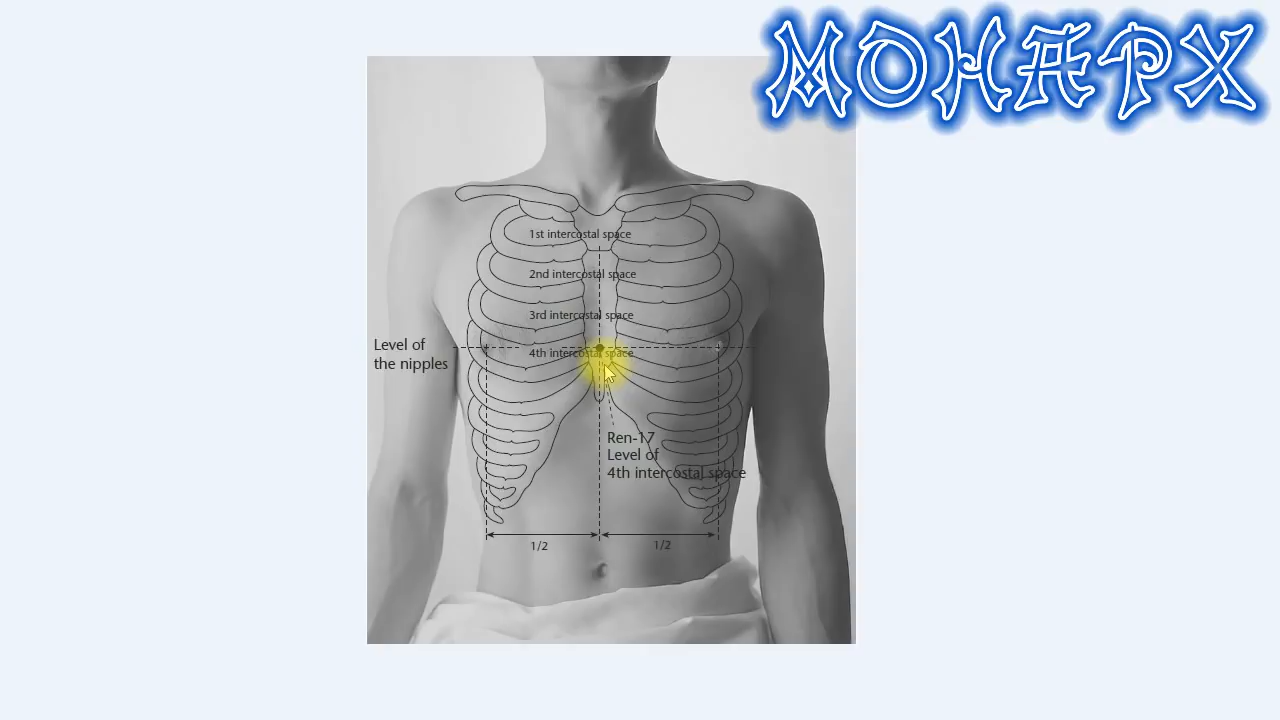 МОНАРХ
1st intercostal space
2nd intercostal space
3rd intercostal space
Level of
the nipples
4th intercostal space
Ren-17
Level of
4th intercostal space
1/2
1/2